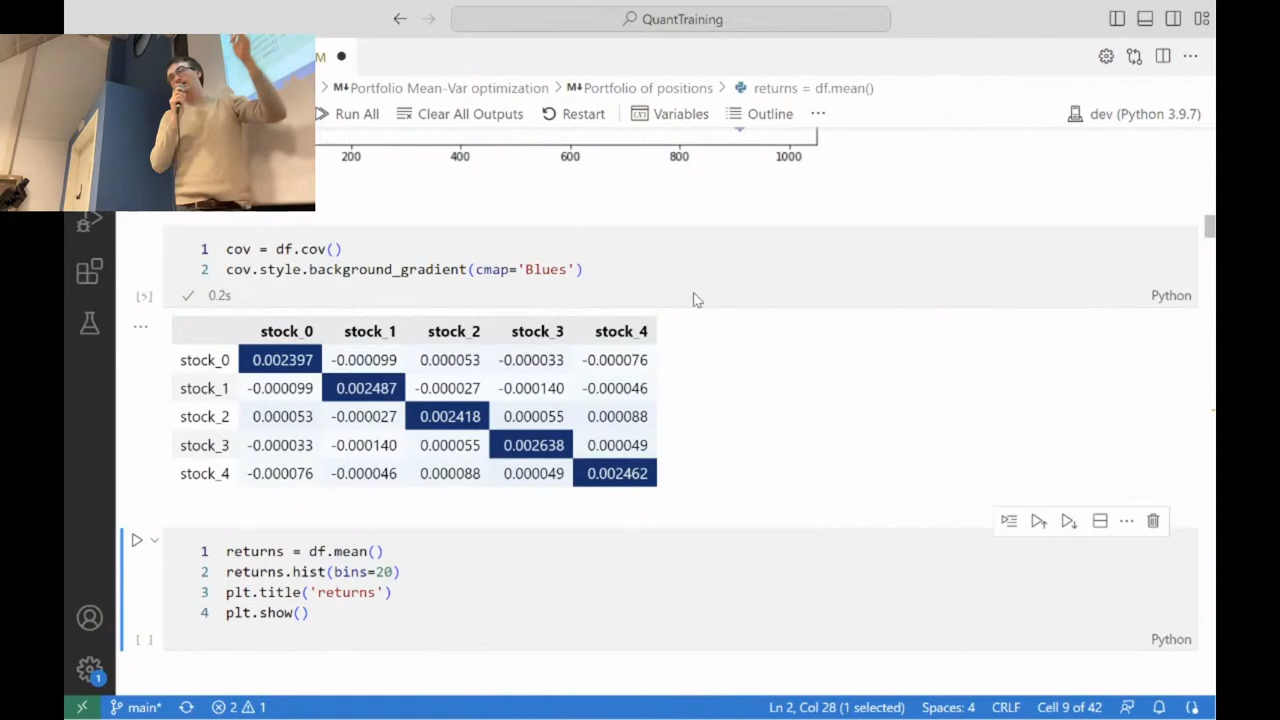 QuantTraining
M
Portfolio Mean-Var optimization > M↓Portfolio of positions > returns = df.mean()
Run All Clear All Outputs Restart Variables Outline ... dev (Python 3.9.7)
200 400 600 800 1000
1 cov = df.cov()
2 cov.style.background_gradient(cmap='Blues')
[5] 0.2s Python
... stock_0 stock_1 stock_2 stock_3 stock_4
stock_0 0.002397 -0.000099 0.000053 -0.000033 -0.000076
stock_1 -0.000099 0.002487 -0.000027 -0.000140 -0.000046
stock_2 0.000053 -0.000027 0.002418 0.000055 0.000088
stock_3 -0.000033 -0.000140 0.000055 0.002638 0.000049
stock_4 -0.000076 -0.000046 0.000088 0.000049 0.002462
1 returns = df.mean()
2 returns.hist(bins=20)
3 plt.title('returns')
4 plt.show()
[ ] Python
1
main* 2 1 Ln 2, Col 28 (1 selected) Spaces: 4 CRLF Cell 9 of 42